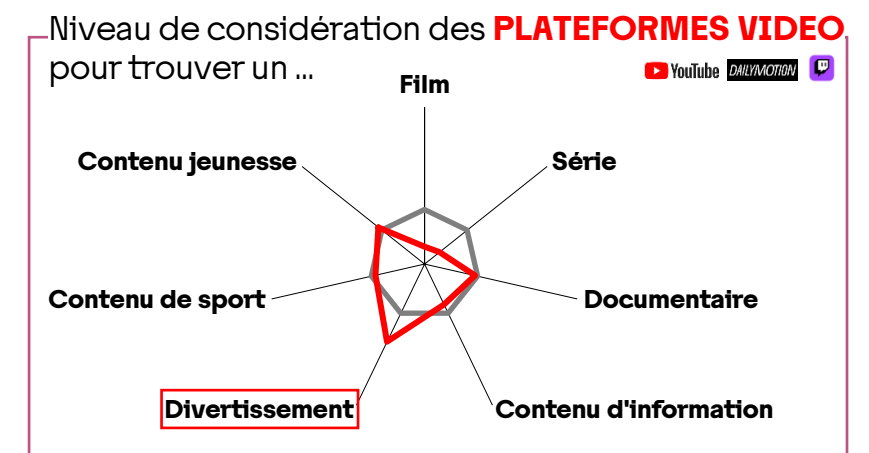 Niveau de considération des PLATEFORMES VIDEO
pour trouver un ...
YouTube DAILYMOTION
Film
Contenu jeunesse
Série
Contenu de sport
Documentaire
Divertissement
Contenu d'information